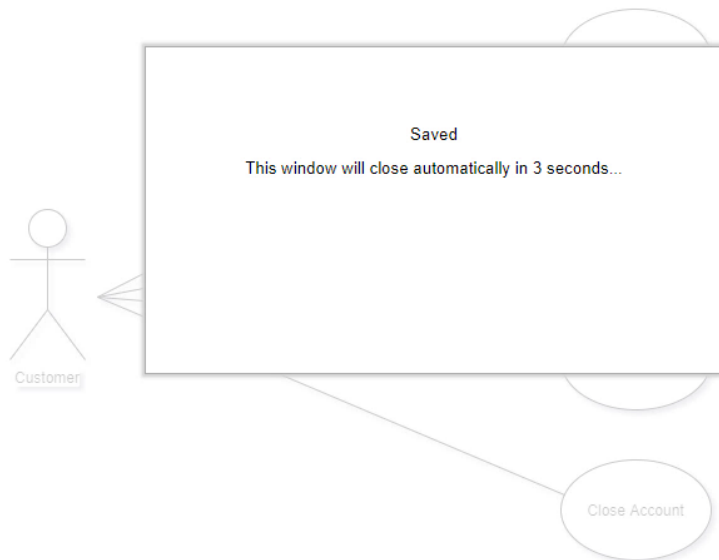 Saved
This window will close automatically in 3 seconds...
Customer
Close Account